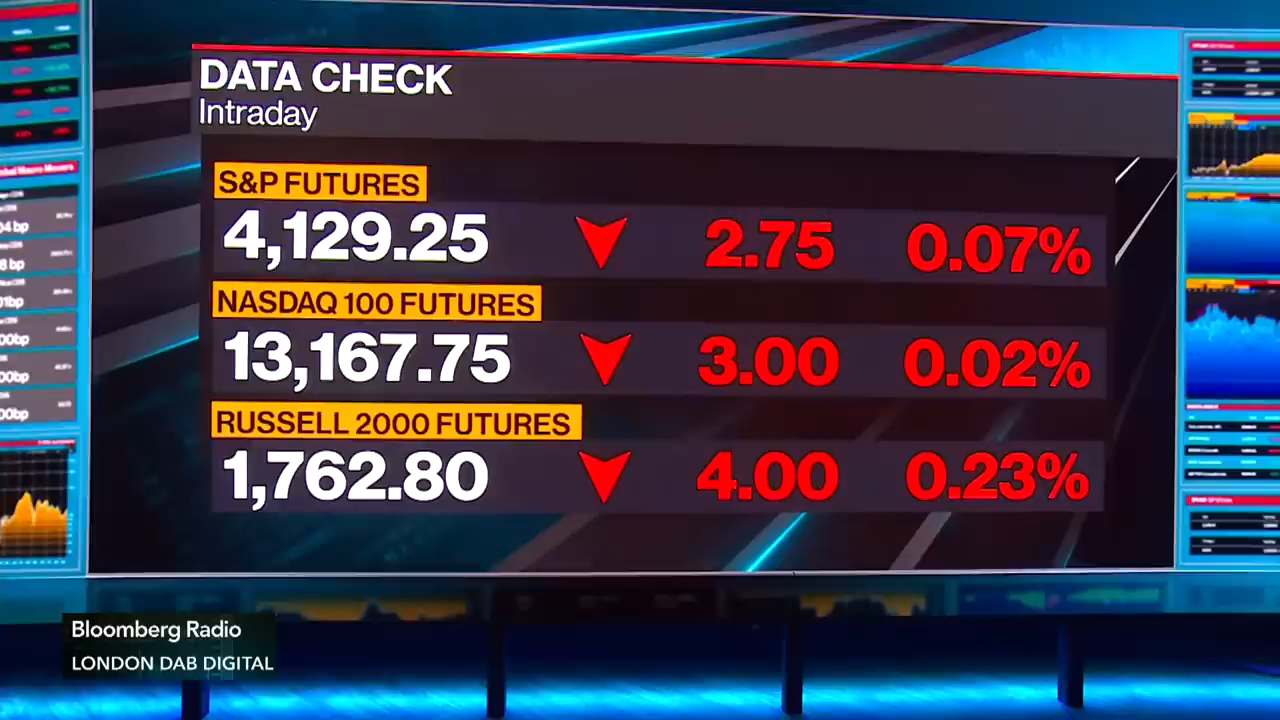 DATA CHECK
Intraday
S&P FUTURES
4,129.25 2.75 0.07%
NASDAQ 100 FUTURES
13,167.75 3.00 0.02%
RUSSELL 2000 FUTURES
1,762.80 4.00 0.23%
Bloomberg Radio
LONDON DAB DIGITAL